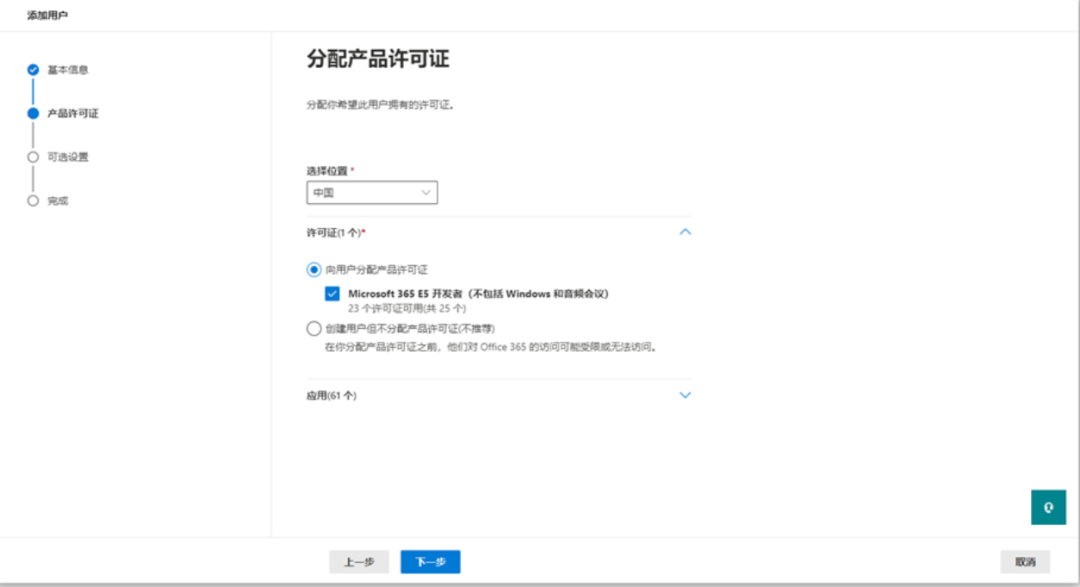 添加用户
基本信息
产品许可证
可选设置
完成
分配产品许可证
分配你希望此用户拥有的许可证。
选择位置 *
中国
许可证(1 个)*
向用户分配产品许可证
Microsoft 365 E5 开发者（不包括 Windows 和音频会议)
23 个许可证可用(共 25 个)
创建用户但不分配产品许可证(不推荐)
在你分配产品许可证之前，他们对 Office 365 的访问可能受限或无法访问。
应用(61 个)
上一步
下一步
取消